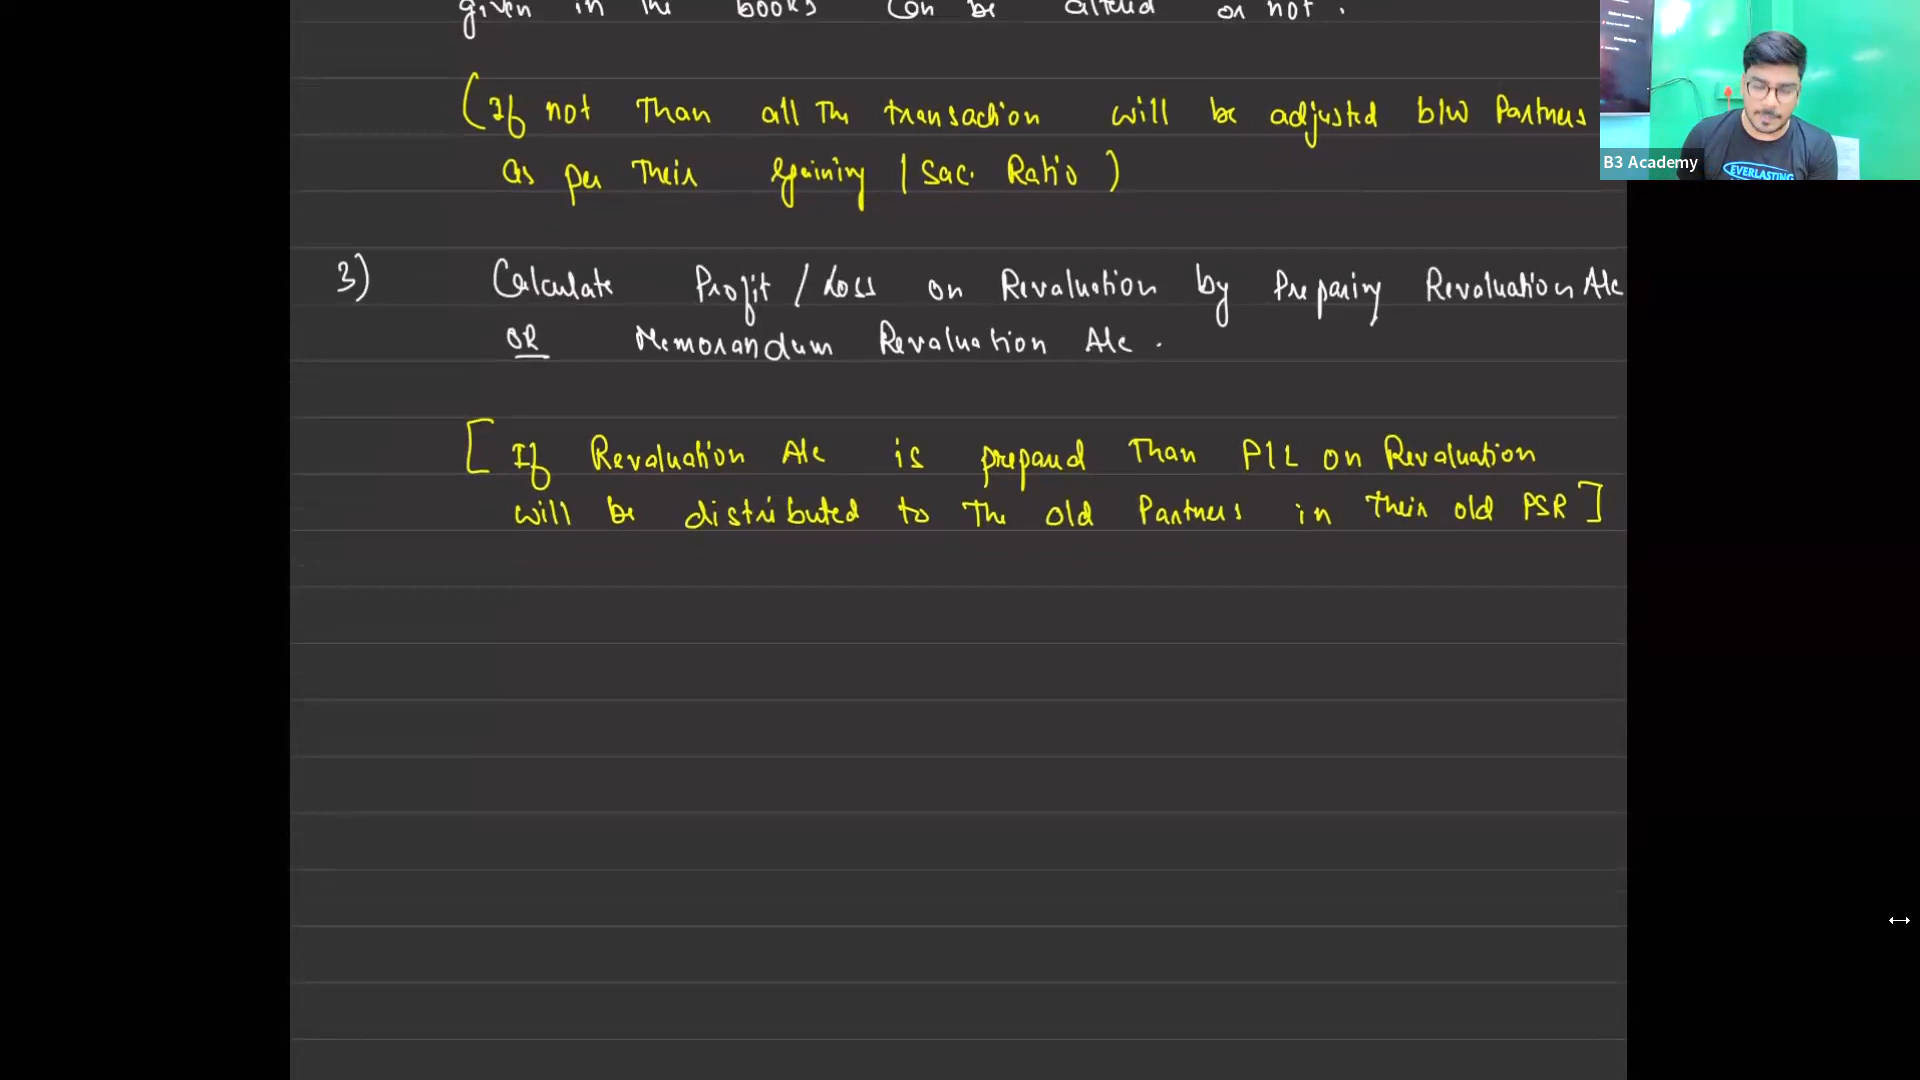 given in the books can be altered or not.
(If not Than all The transaction will be adjusted b/w Partners
as per Their Gaining / Sac. Ratio)
3) Calculate Profit / Loss on Revaluation by Preparing Revaluation A/c
OR Memorandum Revaluation A/c.
[If Revaluation A/c is prepared Than P/L on Revaluation
will be distributed to The old Partners in Their old PSR]
B3 Academy
EVERLASTING